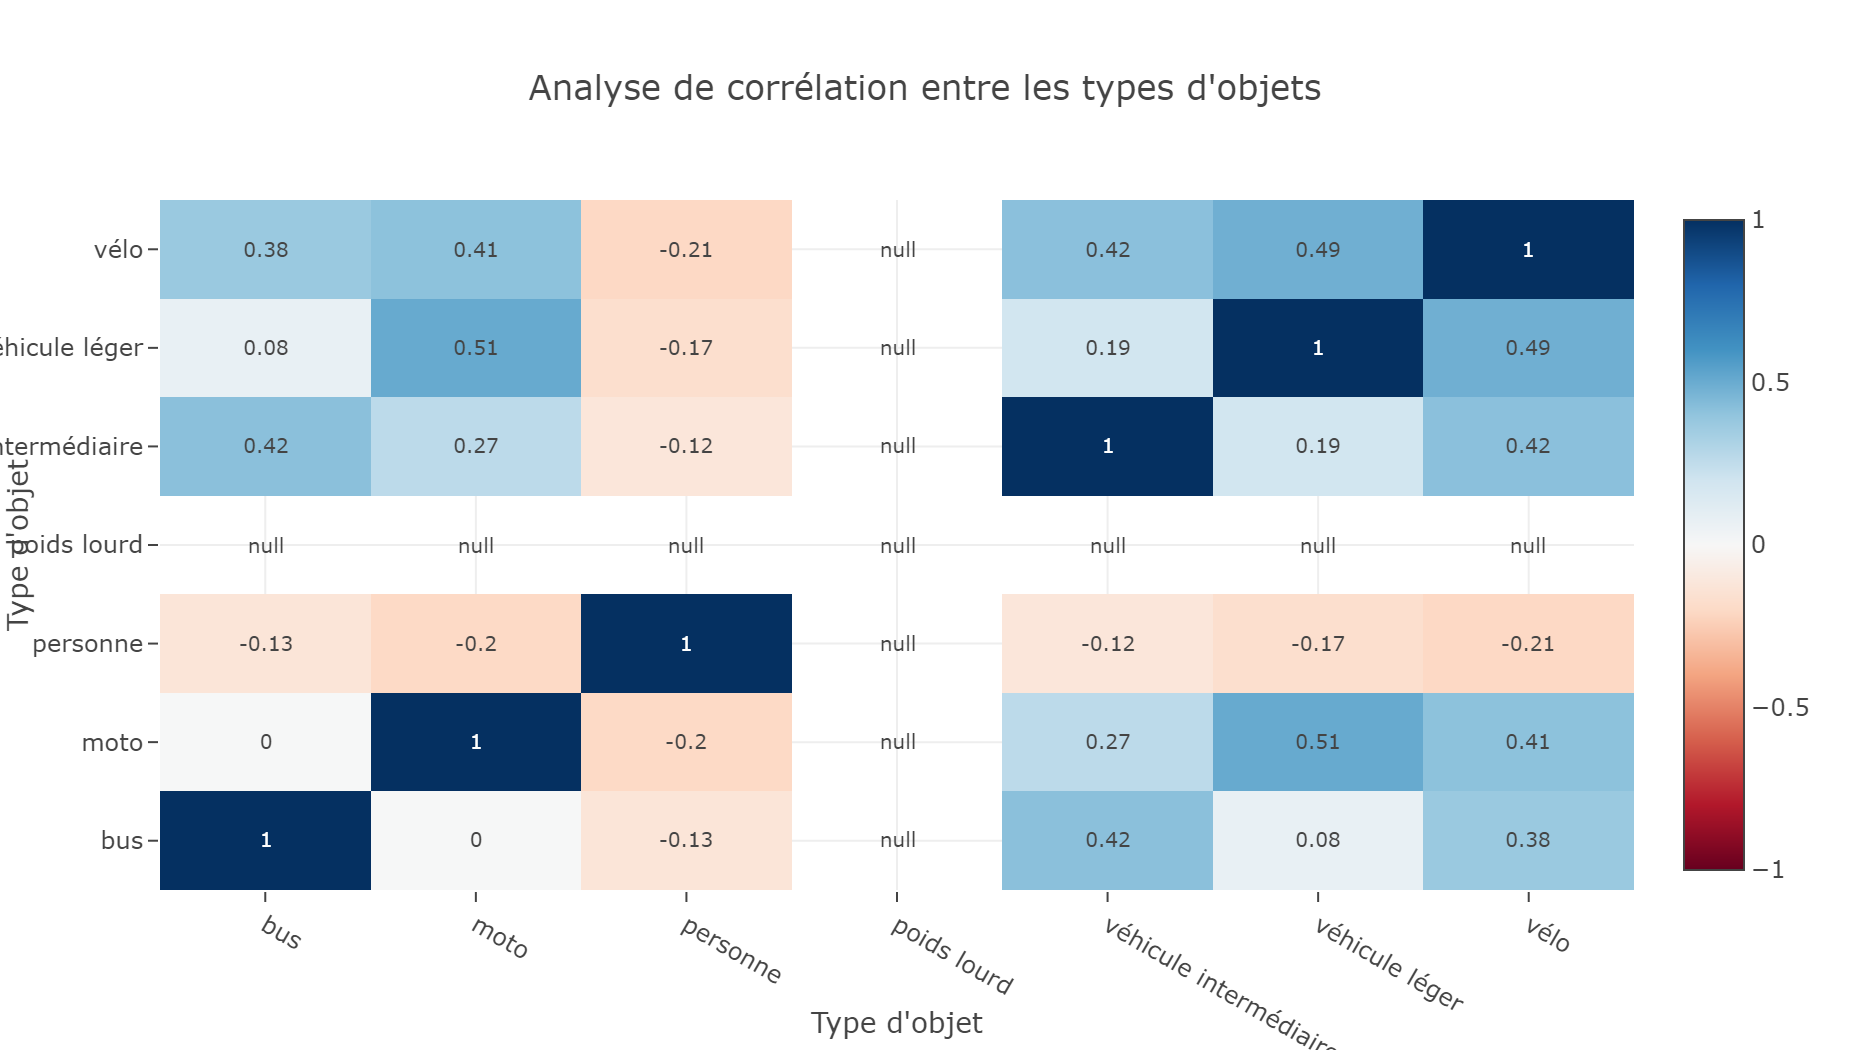 Analyse de corrélation entre les types d'objets
vélo 0.38 0.41 -0.21 null 0.42 0.49 1
éhicule léger 0.08 0.51 -0.17 null 0.19 1 0.49
ntermédiaire 0.42 0.27 -0.12 null 1 0.19 0.42
poids lourd null null null null null null null
personne -0.13 -0.2 1 null -0.12 -0.17 -0.21
moto 0 1 -0.2 null 0.27 0.51 0.41
bus 1 0 -0.13 null 0.42 0.08 0.38
Type d'objet
bus moto personne poids lourd véhicule intermédiaire véhicule léger vélo
Type d'objet
1
0.5
0
−0.5
−1